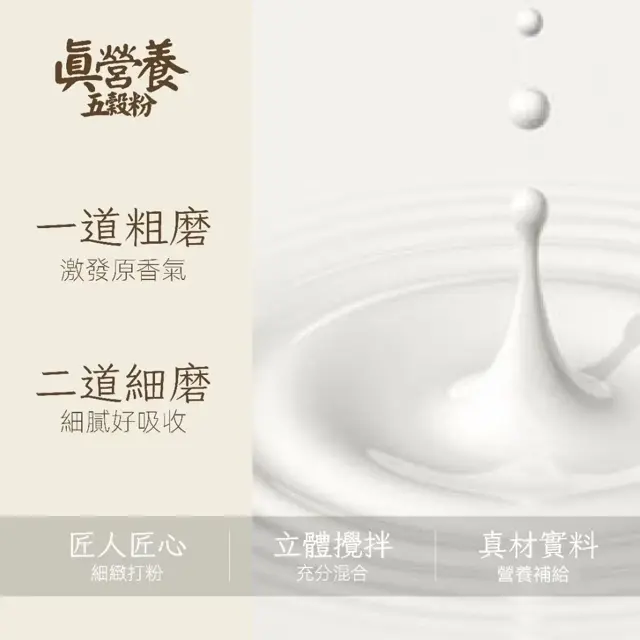 眞營養
五穀粉
一道粗磨
激發原香氣
二道細磨
細膩好吸收
匠人匠心
細緻打粉
立體攪拌
充分混合
真材實料
營養補給